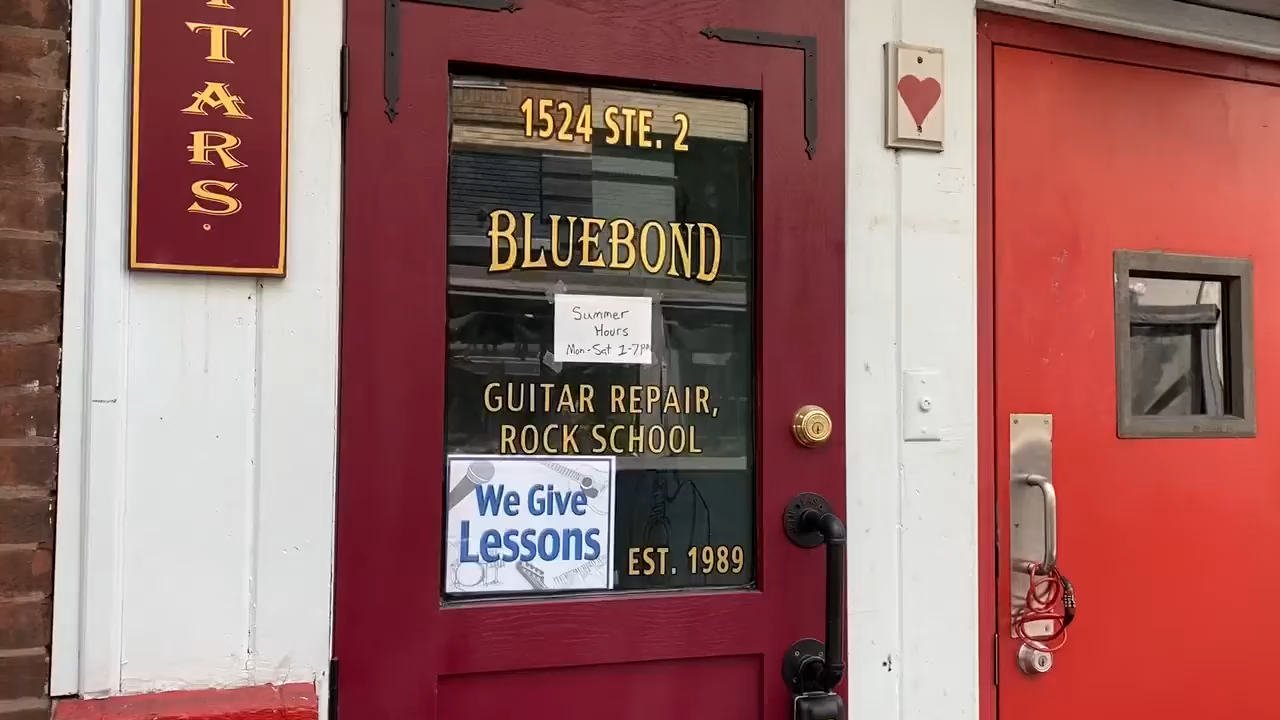 TARS
1524 STE. 2
BLUEBOND
Summer
Hours
Mon-Sat 1-7PM
GUITAR REPAIR,
ROCK SCHOOL
We Give
Lessons
EST. 1989